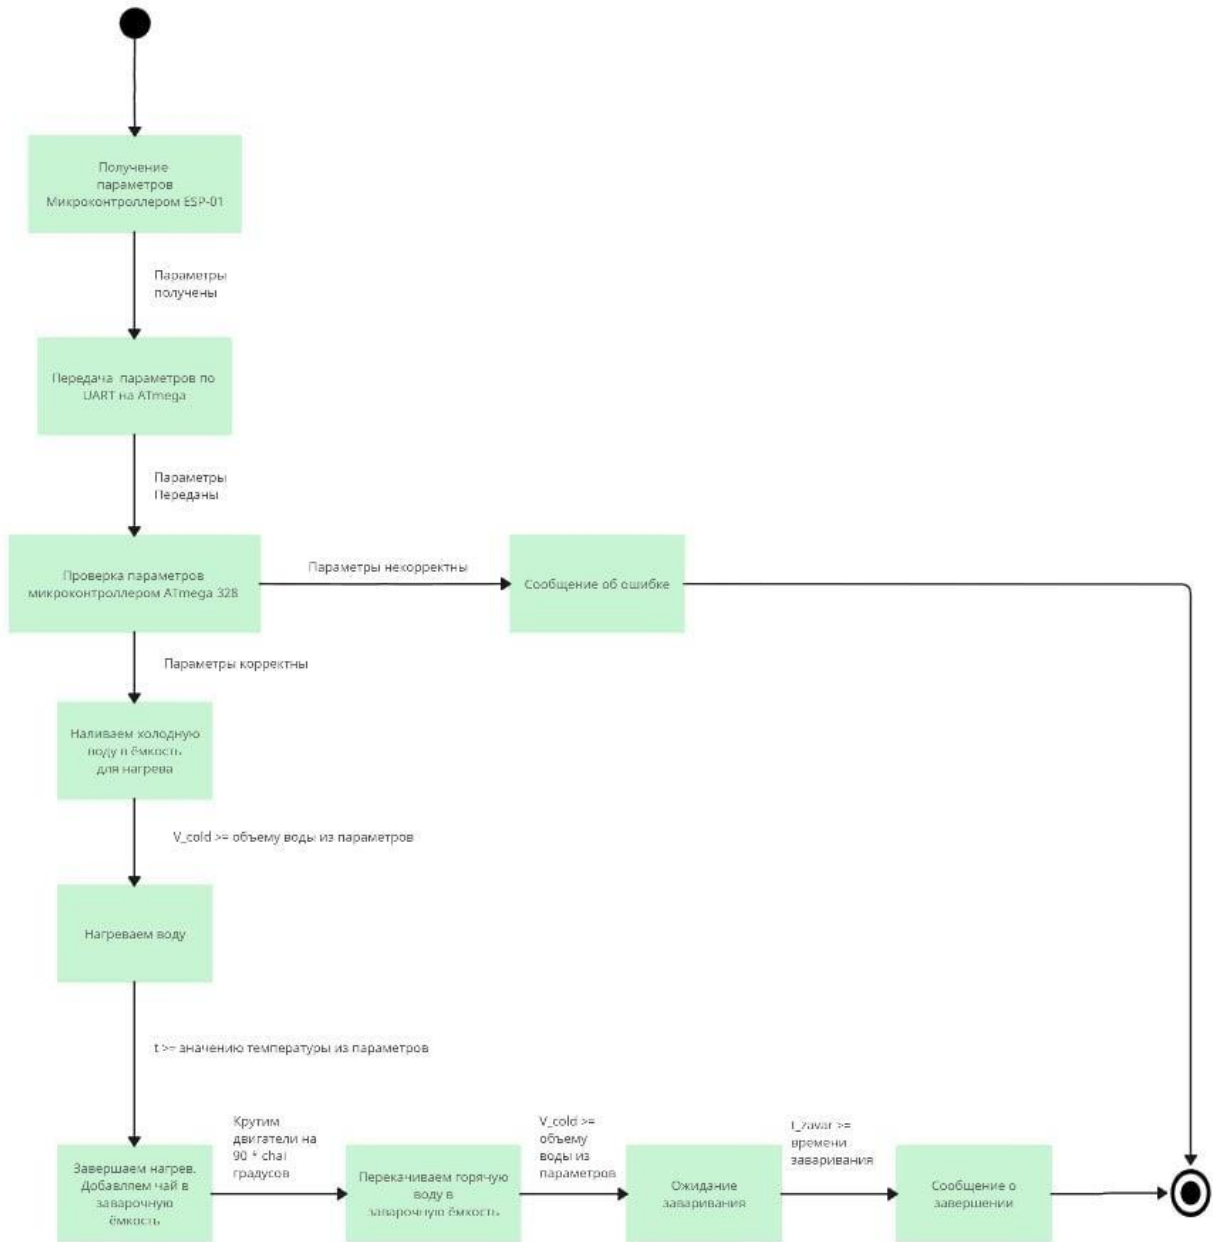 Получение
параметров
Микроконтроллером ESP-01
Параметры
получены
Передача параметров по
UART на ATmega
Параметры
Переданы
Проверка параметров
микроконтроллером ATmega 328
Параметры некорректны
Сообщение об ошибке
Параметры корректны
Наливаем холодную
воду в ёмкость
для нагрева
V_cold >= объему воды из параметров
Нагреваем воду
t >= значению температуры из параметров
Завершаем нагрев.
Добавляем чай в
заварочную
ёмкость
Крутим
двигатели на
90 * chai
градусов
Перекачиваем горячую
воду в
заварочную ёмкость.
V_cold >=
объему
воды из
параметров
Ожидание
заваривания
t_zavar >=
времени
заваривания
Сообщение о
завершении